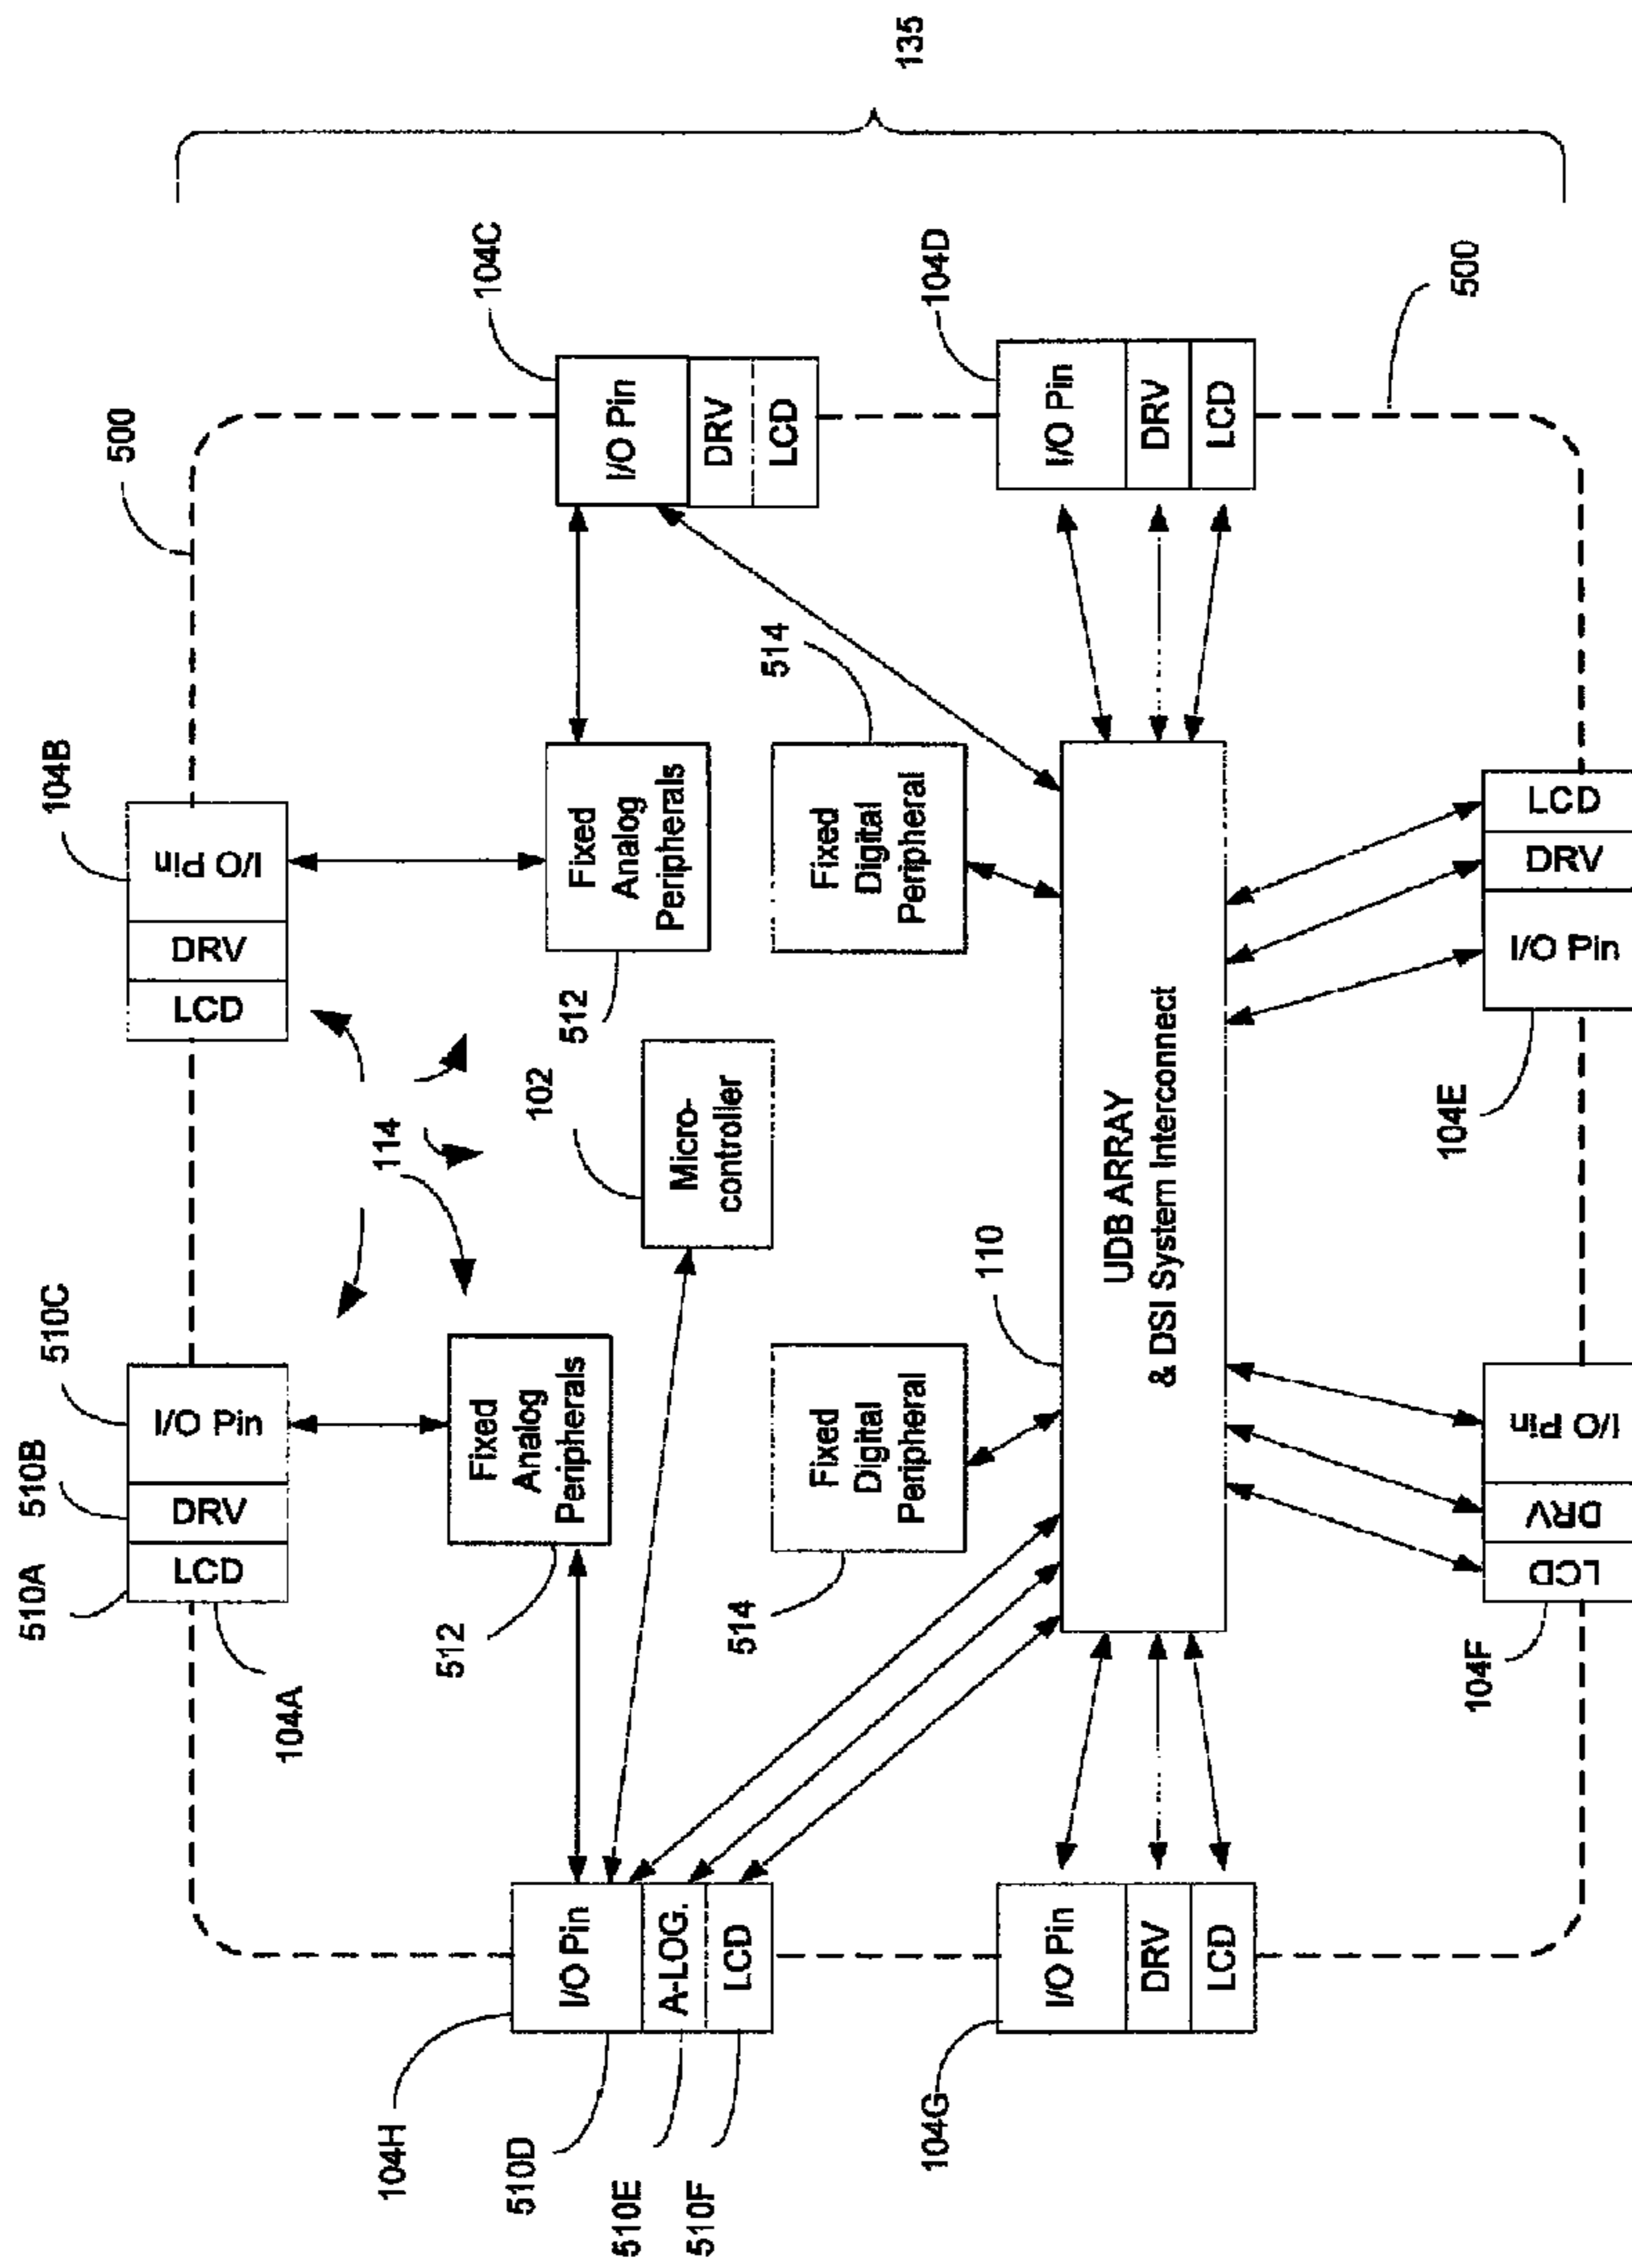 135
500
104B
I/O Pin
DRV
LCD
510C
510B
510A
I/O Pin
DRV
LCD
104A
114
104C
I/O Pin
DRV
LCD
Fixed
Analog
Peripherals
512
Fixed
Analog
Peripherals
512
102
Micro-
controller
104H
I/O Pin
A-LOG.
LCD
510D
510E
510F
514
Fixed
Digital
Peripheral
Fixed
Digital
Peripheral
514
104D
I/O Pin
DRV
LCD
500
110
UDB ARRAY
& DSI System Interconnect
104G
I/O Pin
DRV
LCD
104E
LCD
DRV
I/O Pin
I/O Pin
DRV
LCD
104F